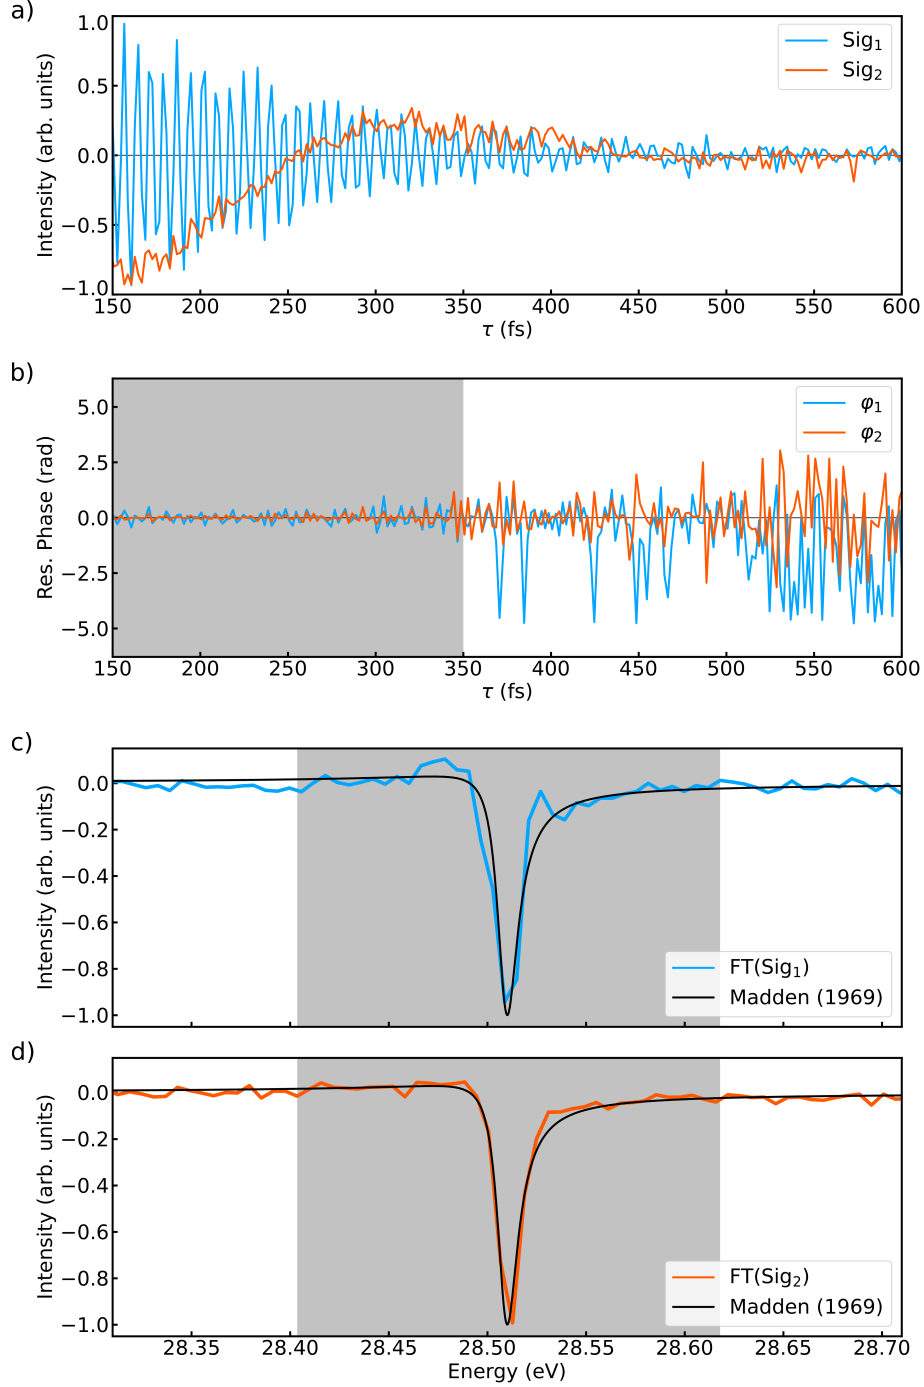 a)
Intensity (arb. units)
1.0
0.5
0.0
−0.5
−1.0
Sig₁
Sig₂
150 200 250 300 350 400 450 500 550 600
τ (fs)
b)
Res. Phase (rad)
5.0
2.5
0.0
−2.5
−5.0
φ₁
φ₂
150 200 250 300 350 400 450 500 550 600
τ (fs)
c)
Intensity (arb. units)
0.0
−0.2
−0.4
−0.6
−0.8
−1.0
FT(Sig₁)
Madden (1969)
d)
Intensity (arb. units)
0.0
−0.2
−0.4
−0.6
−0.8
−1.0
FT(Sig₂)
Madden (1969)
28.35 28.40 28.45 28.50 28.55 28.60 28.65 28.70
Energy (eV)